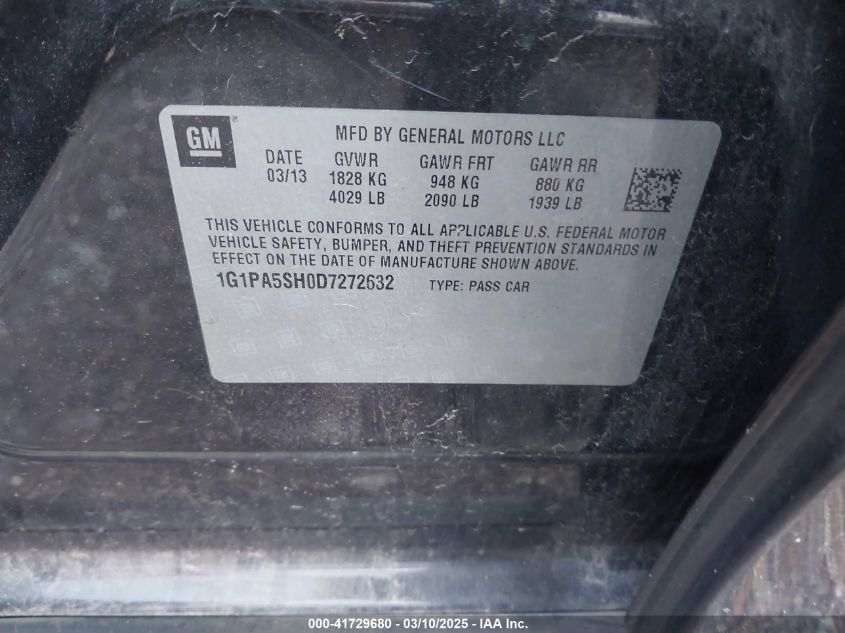 GM
MFD BY GENERAL MOTORS LLC
DATE GVWR GAWR FRT GAWR RR
03/13 1828 KG 948 KG 880 KG
4029 LB 2090 LB 1939 LB
THIS VEHICLE CONFORMS TO ALL APPLICABLE U.S. FEDERAL MOTOR
VEHICLE SAFETY, BUMPER, AND THEFT PREVENTION STANDARDS IN
EFFECT ON THE DATE OF MANUFACTURE SHOWN ABOVE.
1G1PA5SH0D7272632 TYPE: PASS CAR
000-41729680 — 03/10/2025 — IAA Inc.